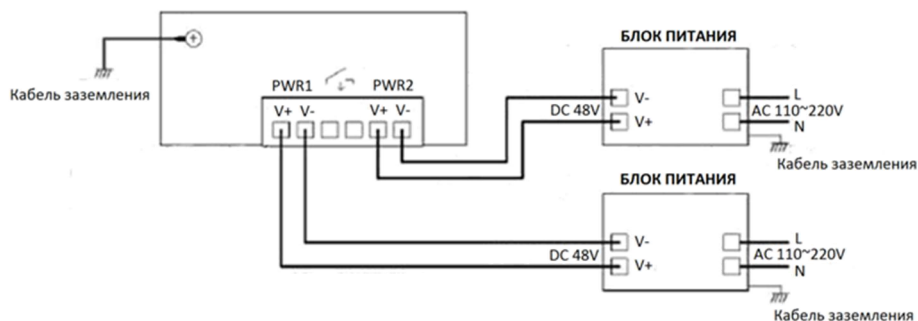 БЛОК ПИТАНИЯ
Кабель заземления
PWR1 PWR2
V+ V- V+ V-
V-
V+
DC 48V
L
AC 110~220V
N
Кабель заземления
БЛОК ПИТАНИЯ
V-
V+
DC 48V
L
AC 110~220V
N
Кабель заземления